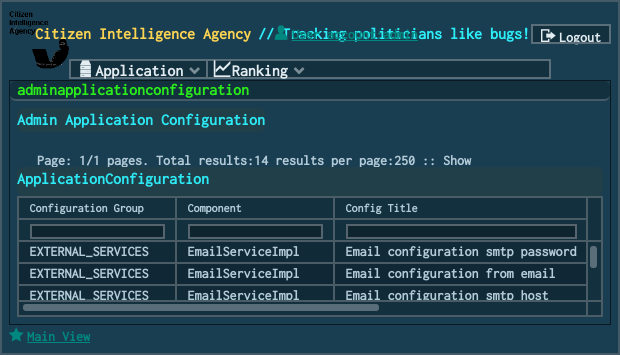 Citizen
Intelligence
Agency
Citizen Intelligence Agency // Tracking politicians like bugs!
Logout
Application
Ranking
adminapplicationconfiguration
Admin Application Configuration
Page: 1/1 pages. Total results:14 results per page:250 :: Show
ApplicationConfiguration
Configuration Group Component Config Title
EXTERNAL_SERVICES EmailServiceImpl Email configuration smtp password
EXTERNAL_SERVICES EmailServiceImpl Email configuration from email
EXTERNAL_SERVICES EmailServiceImpl Email configuration smtp host
Main View